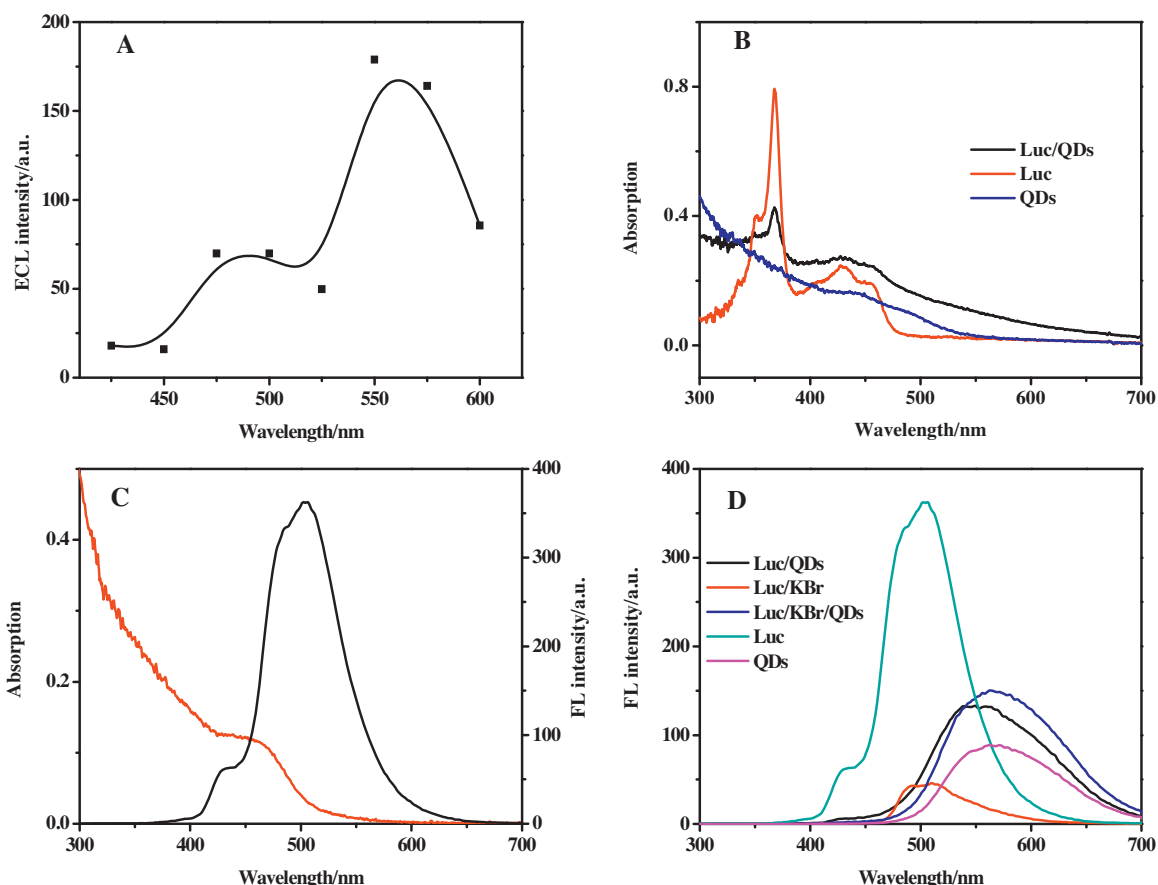 A
ECL intensity/a.u.
200
150
100
50
0
450
500
550
600
Wavelength/nm
B
Absorption
0.8
0.4
0.0
Luc/QDs
Luc
QDs
300
400
500
600
700
Wavelength/nm
C
Absorption
0.4
0.2
0.0
400
300
200
100
0
FL intensity/a.u.
300
400
500
600
700
Wavelength/nm
D
FL intensity/a.u.
400
300
200
100
0
Luc/QDs
Luc/KBr
Luc/KBr/QDs
Luc
QDs
300
400
500
600
700
Wavelength/nm